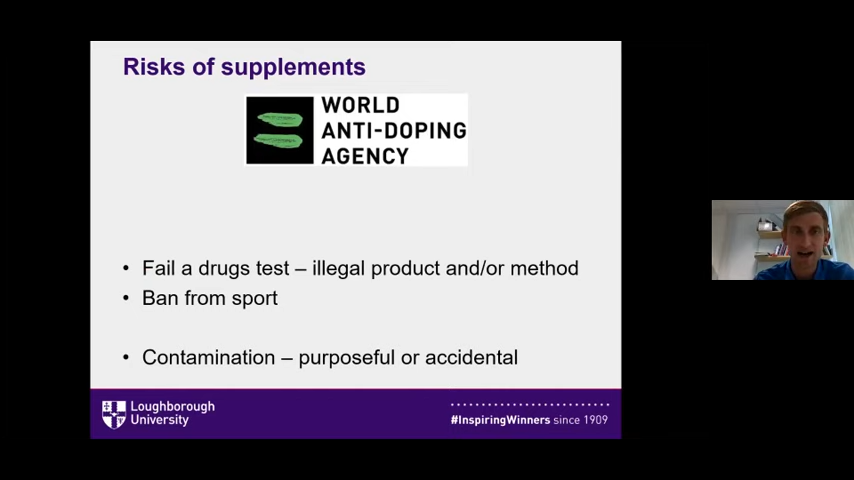 Risks of supplements
WORLD
ANTI-DOPING
AGENCY
• Fail a drugs test – illegal product and/or method
• Ban from sport
• Contamination – purposeful or accidental
Loughborough
University
#InspiringWinners since 1909